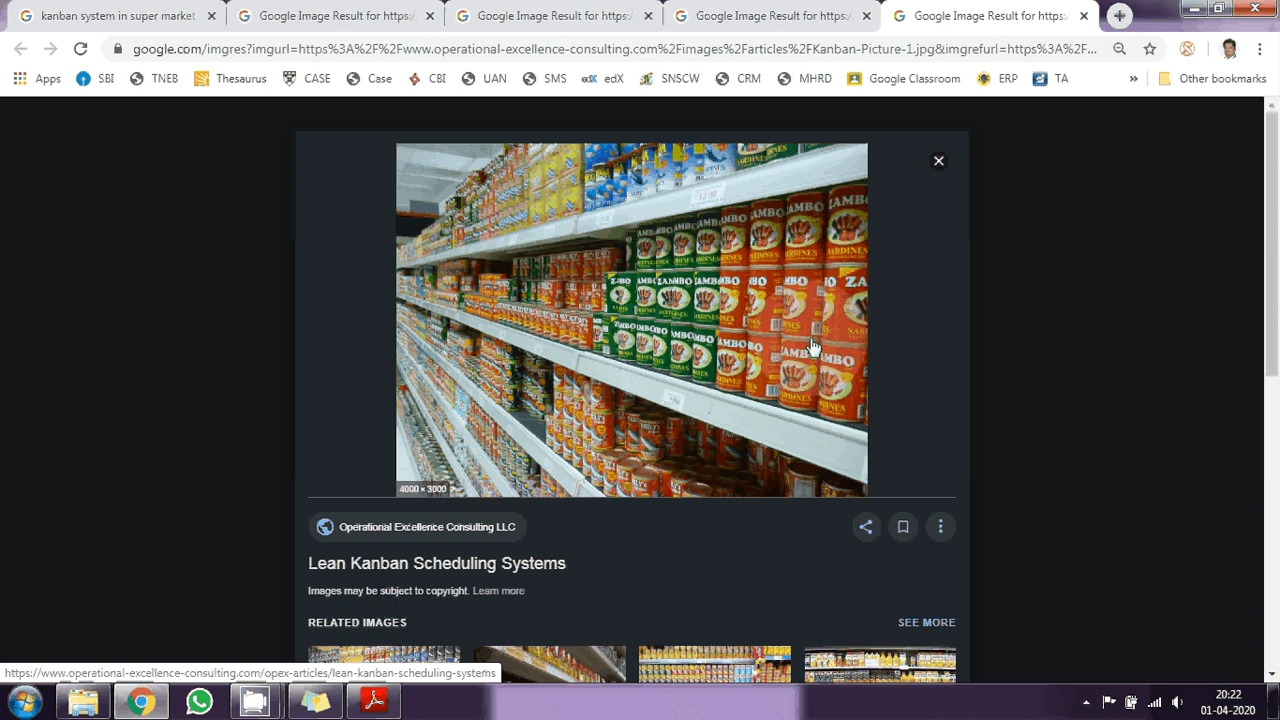 kanban system in super market
Google Image Result for https:
Google Image Result for https:
Google Image Result for https:
Google Image Result for https:
google.com/imgres?imgurl=https%3A%2F%2Fwww.operational-excellence-consulting.com%2Fimages%2Farticles%2FKanban-Picture-1.jpg&imgrefurl=https%3A%2F...
Apps SBI TNEB Thesaurus CASE Case CBI UAN SMS edX edX SNSCW CRM MHRD Google Classroom ERP TA » Other bookmarks
ZAMBO
SARDINES
4000 × 3000
Operational Excellence Consulting LLC
Lean Kanban Scheduling Systems
Images may be subject to copyright. Learn more
RELATED IMAGES SEE MORE
https://www.operational-excellence-consulting.com/opex-articles/lean-kanban-scheduling-systems
20:22
01-04-2020